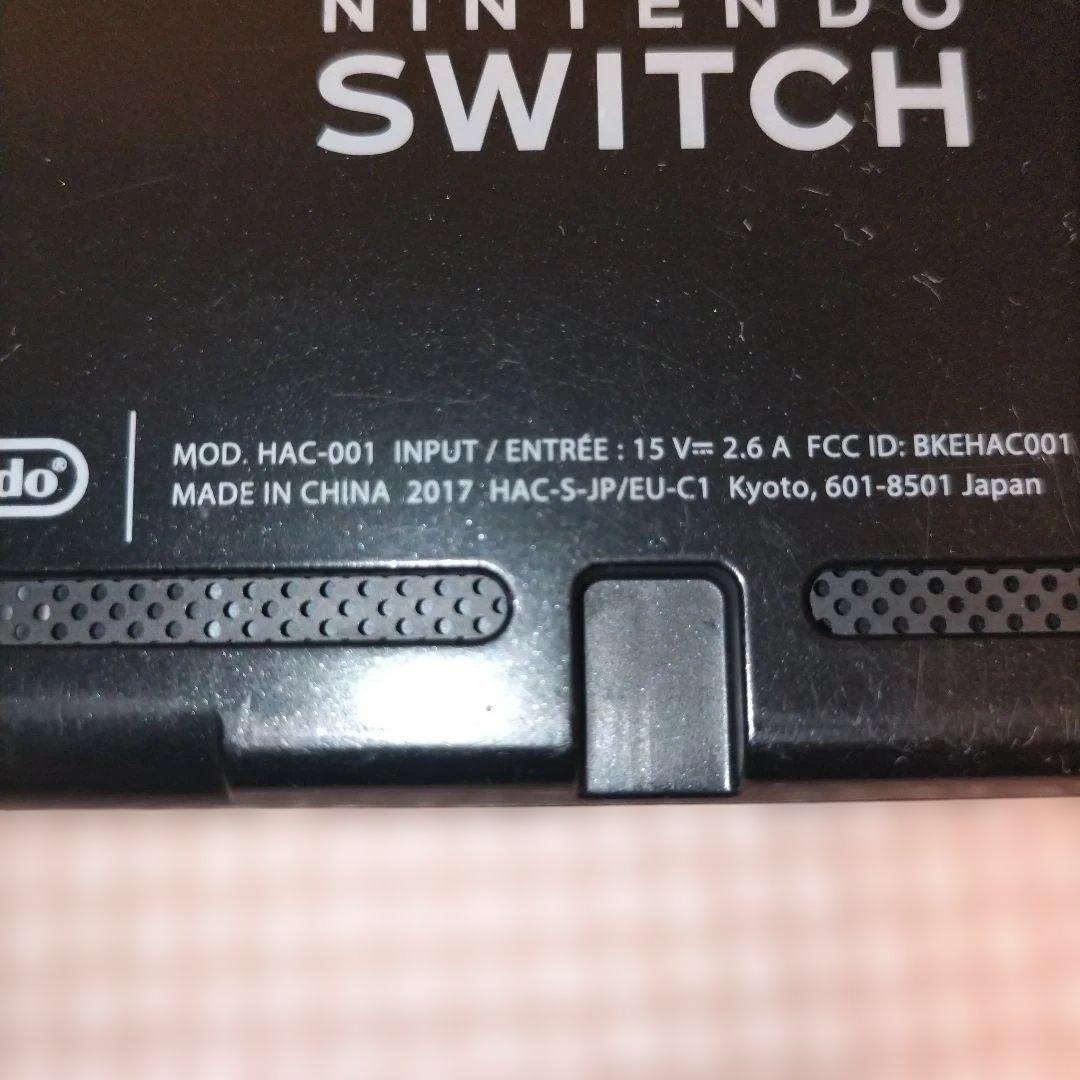 NINTENDO
SWITCH
do®
MOD. HAC-001 INPUT / ENTRÉE : 15 V⎓ 2.6 A FCC ID: BKEHAC001
MADE IN CHINA 2017 HAC-S-JP/EU-C1 Kyoto, 601-8501 Japan